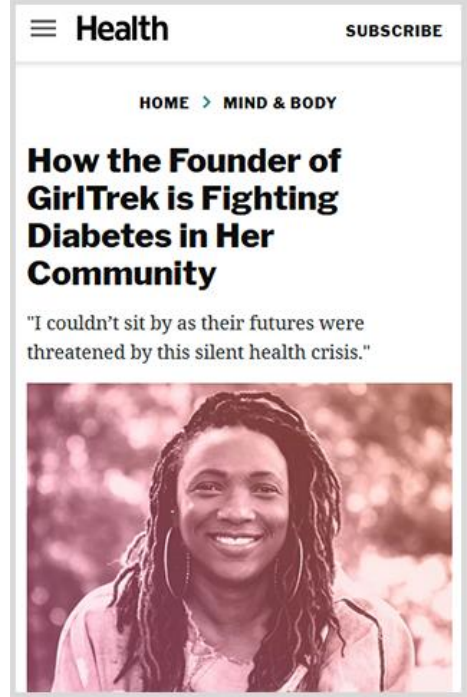 Health
SUBSCRIBE
HOME > MIND & BODY
How the Founder of
GirlTrek is Fighting
Diabetes in Her
Community
"I couldn’t sit by as their futures were
threatened by this silent health crisis."